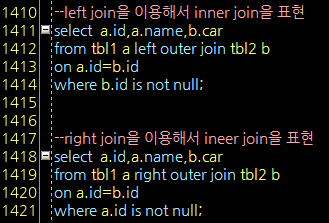 1410 --left join을 이용해서 inner join을 표현
1411 select  a.id,a.name,b.car
1412 from tbl1 a left outer join tbl2 b
1413 on a.id=b.id
1414 where b.id is not null;
1415
1416
1417 --right join을 이용해서 ineer join을 표현
1418 select  a.id,a.name,b.car
1419 from tbl1 a right outer join tbl2 b
1420 on a.id=b.id
1421 where a.id is not null;